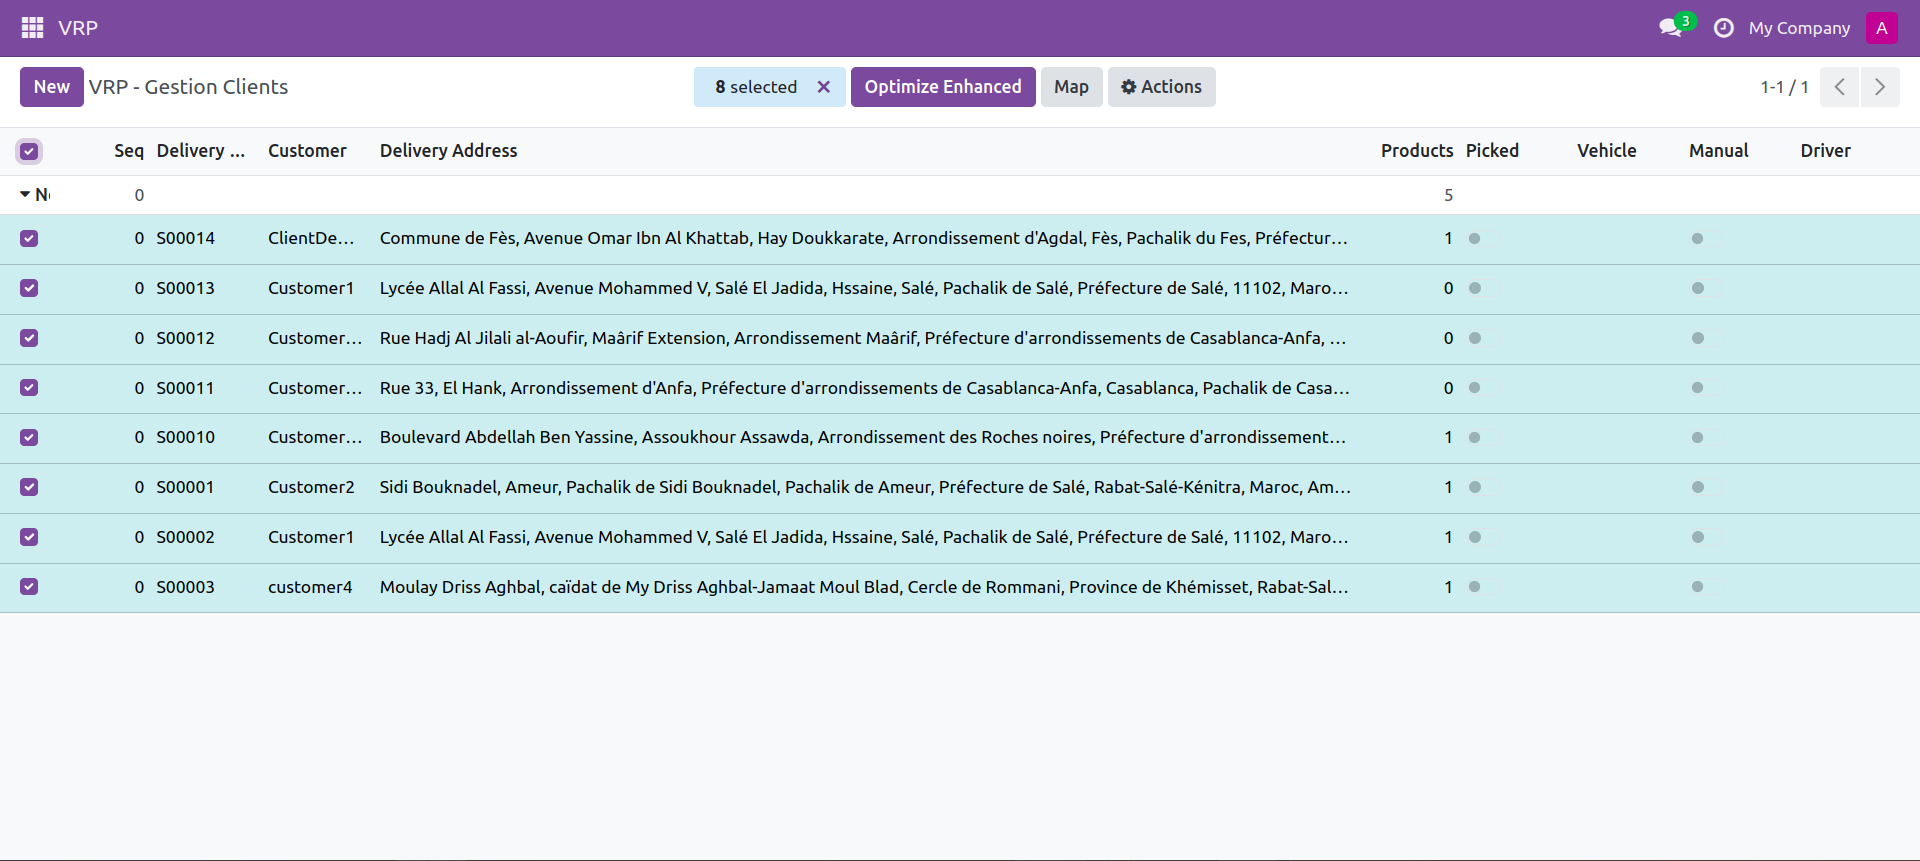 VRP 3 My Company A
New VRP - Gestion Clients 8 selected Optimize Enhanced Map Actions 1-1 / 1
Seq Delivery ... Customer Delivery Address Products Picked Vehicle Manual Driver
0 5
0 S00014 ClientDe... Commune de Fès, Avenue Omar Ibn Al Khattab, Hay Doukkarate, Arrondissement d'Agdal, Fès, Pachalik du Fes, Préfectur... 1
0 S00013 Customer1 Lycée Allal Al Fassi, Avenue Mohammed V, Salé El Jadida, Hssaine, Salé, Pachalik de Salé, Préfecture de Salé, 11102, Maro... 0
0 S00012 Customer... Rue Hadj Al Jilali al-Aoufir, Maârif Extension, Arrondissement Maârif, Préfecture d'arrondissements de Casablanca-Anfa, ... 0
0 S00011 Customer... Rue 33, El Hank, Arrondissement d'Anfa, Préfecture d'arrondissements de Casablanca-Anfa, Casablanca, Pachalik de Casa... 0
0 S00010 Customer... Boulevard Abdellah Ben Yassine, Assoukhour Assawda, Arrondissement des Roches noires, Préfecture d'arrondissement... 1
0 S00001 Customer2 Sidi Bouknadel, Ameur, Pachalik de Sidi Bouknadel, Pachalik de Ameur, Préfecture de Salé, Rabat-Salé-Kénitra, Maroc, Am... 1
0 S00002 Customer1 Lycée Allal Al Fassi, Avenue Mohammed V, Salé El Jadida, Hssaine, Salé, Pachalik de Salé, Préfecture de Salé, 11102, Maro... 1
0 S00003 customer4 Moulay Driss Aghbal, caïdat de My Driss Aghbal-Jamaat Moul Blad, Cercle de Rommani, Province de Khémisset, Rabat-Sal... 1